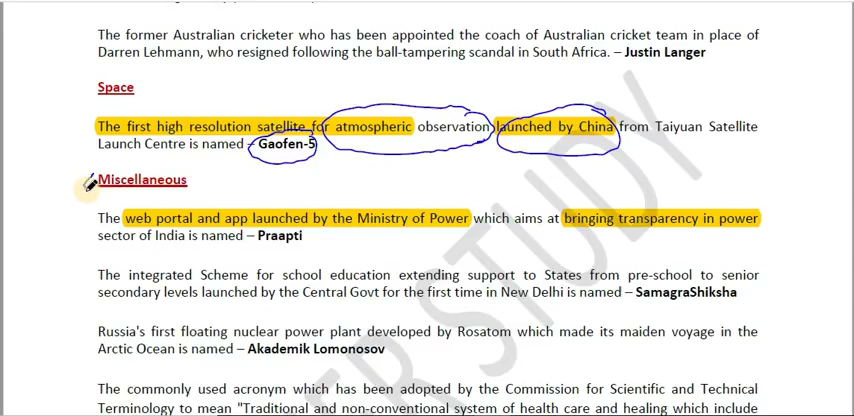 The former Australian cricketer who has been appointed the coach of Australian cricket team in place of
Darren Lehmann, who resigned following the ball-tampering scandal in South Africa. – Justin Langer
Space
The first high resolution satellite for atmospheric observation launched by China from Taiyuan Satellite
Launch Centre is named – Gaofen-5
Miscellaneous
The web portal and app launched by the Ministry of Power which aims at bringing transparency in power
sector of India is named – Praapti
The integrated Scheme for school education extending support to States from pre-school to senior
secondary levels launched by the Central Govt for the first time in New Delhi is named – SamagraShiksha
Russia's first floating nuclear power plant developed by Rosatom which made its maiden voyage in the
Arctic Ocean is named – Akademik Lomonosov
The commonly used acronym which has been adopted by the Commission for Scientific and Technical
Terminology to mean "Traditional and non-conventional system of health care and healing which include
ER STUDY